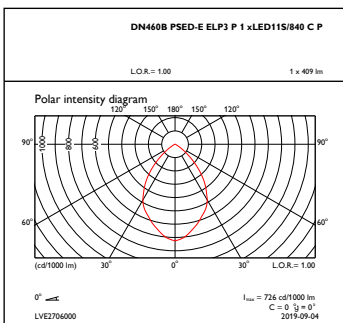 DN460B PSED-E ELP3 P 1 xLED11S/840 C P
L.O.R.= 1.00 1 x 409 lm
Polar intensity diagram
120° 150° 180° 150° 120°
90° 1000 800 600 90°
60° 60°
(cd/1000 lm) 30° 0° 30° L.O.R.= 1.00
0° Imax = 726 cd/1000 lm
C = 0 °g = 0°
LVE2706000 2019-09-04